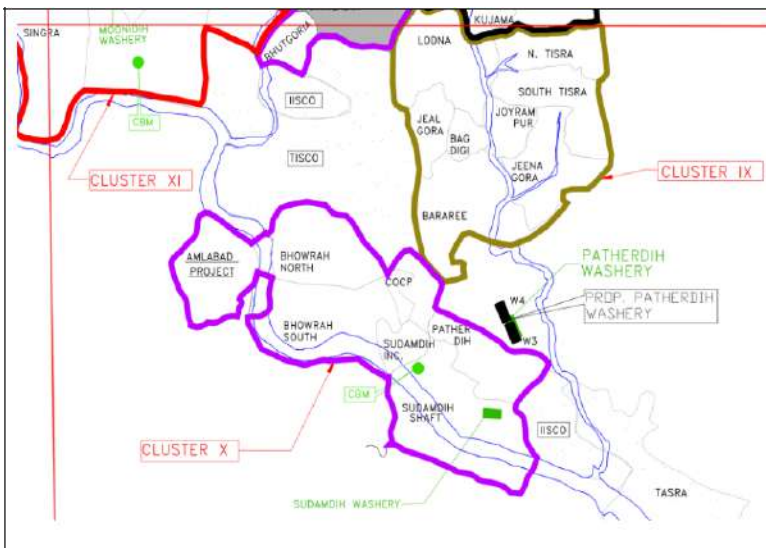 SINGRA
MOONIDIH
WASHERY
CBM
BHUTGORIA
KUJAMA
LODNA
N. TISRA
SOUTH TISRA
IISCO
JOYRAM
PUR
JEAL
GORA
BAG
DIGI
TISCO
JEENA
GORA
CLUSTER XI
CLUSTER IX
BARAREE
AMLABAD
PROJECT
BHOWRAH
NORTH
PATHERDIH
WASHERY
COCP
W4
PROP. PATHERDIH
WASHERY
W3
BHOWRAH
SOUTH
PATHER
DIH
SUDAMDIH
INC.
CBM
SUDAMDIH
SHAFT
IISCO
CLUSTER X
SUDAMDIH WASHERY
TASRA